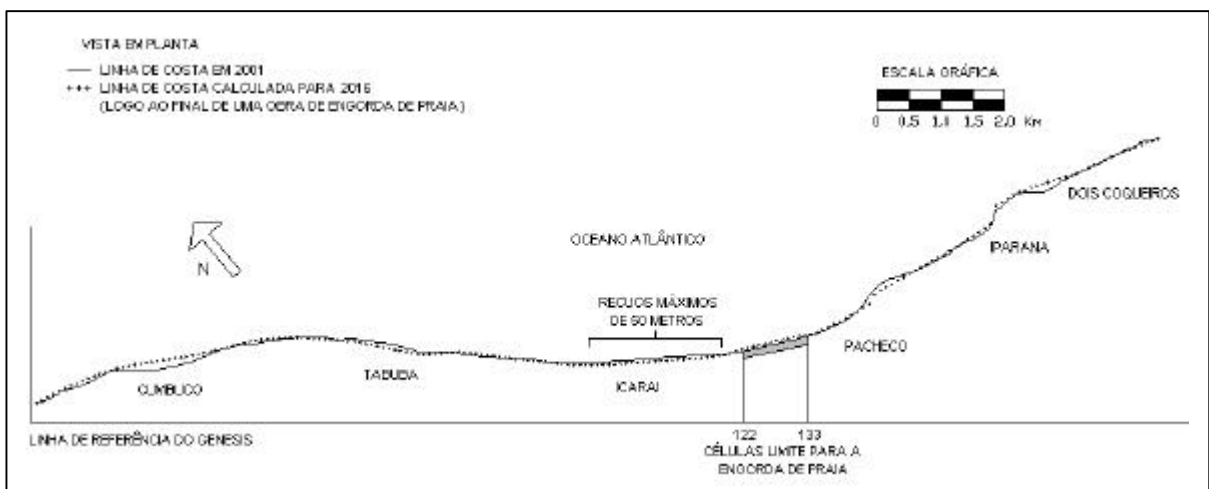 VISTA EM PLANTA
LINHA DE COSTA EM 2001
LINHA DE COSTA CALCULADA PARA 2016
(LOGO AO FINAL DE UMA OBRA DE ENGORDA DE PRAIA)
ESCALA GRÁFICA
0 0.5 1.0 1.5 2.0 KM
DOIS COQUEIROS
OCEANO ATLÂNTICO
IPARANA
N
RECUOS MÁXIMOS
DE 60 METROS
PACHECO
TABUBA
ICARAI
CUMBUCO
LINHA DE REFERÊNCIA DO GENESIS
122 133
CÉLULAS LIMITE PARA A
ENGORDA DE PRAIA